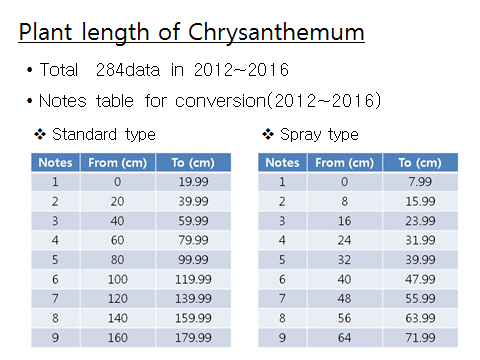 Plant length of Chrysanthemum
• Total 284data in 2012~2016
• Notes table for conversion(2012~2016)
❖ Standard type
Notes From (cm) To (cm)
1 0 19.99
2 20 39.99
3 40 59.99
4 60 79.99
5 80 99.99
6 100 119.99
7 120 139.99
8 140 159.99
9 160 179.99
❖ Spray type
Notes From (cm) To (cm)
1 0 7.99
2 8 15.99
3 16 23.99
4 24 31.99
5 32 39.99
6 40 47.99
7 48 55.99
8 56 63.99
9 64 71.99